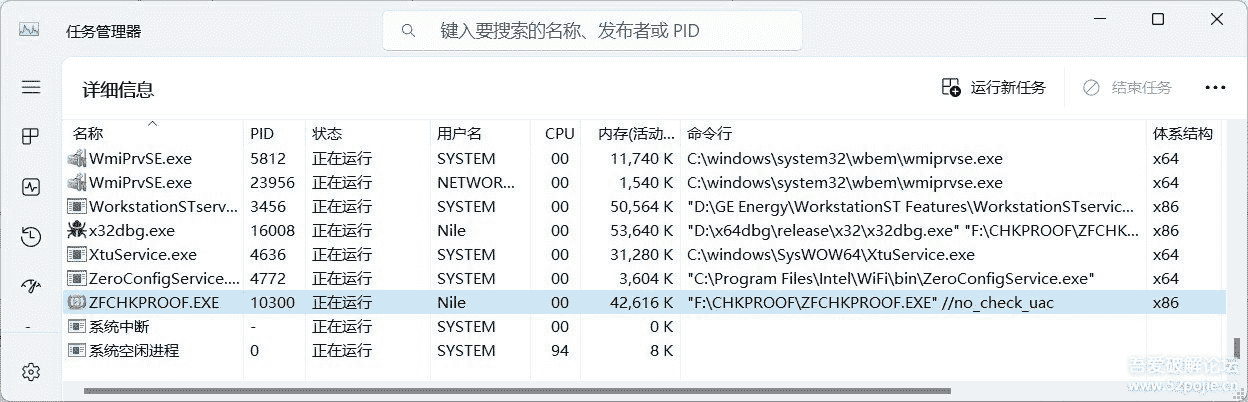 任务管理器
键入要搜索的名称、发布者或 PID
详细信息
运行新任务 结束任务
名称 PID 状态 用户名 CPU 内存(活动... 命令行 体系结构
WmiPrvSE.exe 5812 正在运行 SYSTEM 00 11,740 K C:\windows\system32\wbem\wmiprvse.exe x64
WmiPrvSE.exe 23956 正在运行 NETWOR... 00 1,540 K C:\windows\system32\wbem\wmiprvse.exe x64
WorkstationSTserv... 3456 正在运行 SYSTEM 00 50,564 K "D:\GE Energy\WorkstationST Features\WorkstationSTservic... x86
x32dbg.exe 16008 正在运行 Nile 00 53,640 K "D:\x64dbg\release\x32\x32dbg.exe" "F:\CHKPROOF\ZFCHK... x86
XtuService.exe 4636 正在运行 SYSTEM 00 31,280 K C:\windows\SysWOW64\XtuService.exe x64
ZeroConfigService.... 4772 正在运行 SYSTEM 00 3,604 K "C:\Program Files\Intel\WiFi\bin\ZeroConfigService.exe" x64
ZFCHKPROOF.EXE 10300 正在运行 Nile 00 42,616 K "F:\CHKPROOF\ZFCHKPROOF.EXE" //no_check_uac x86
系统中断 - 正在运行 SYSTEM 00 0 K
系统空闲进程 0 正在运行 SYSTEM 94 8 K
吾爱破解论坛
www.52pojie.cn